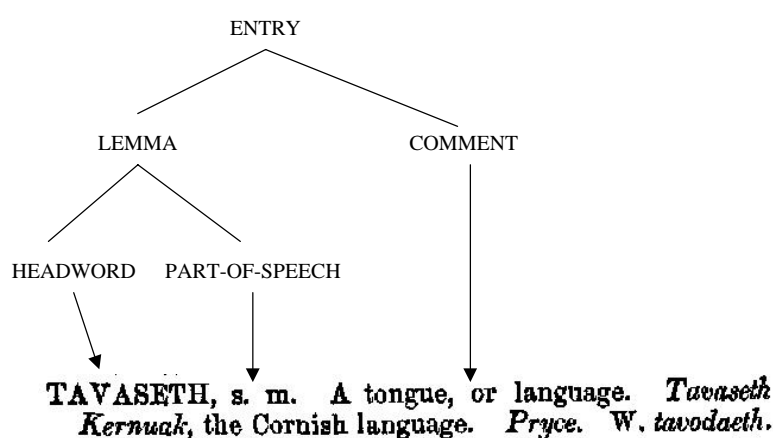 ENTRY
LEMMA COMMENT
HEADWORD PART-OF-SPEECH
TAVASETH, s. m. A tongue, or language. Tavaseth
Kernuak, the Cornish language. Pryce. W. tavodaeth.